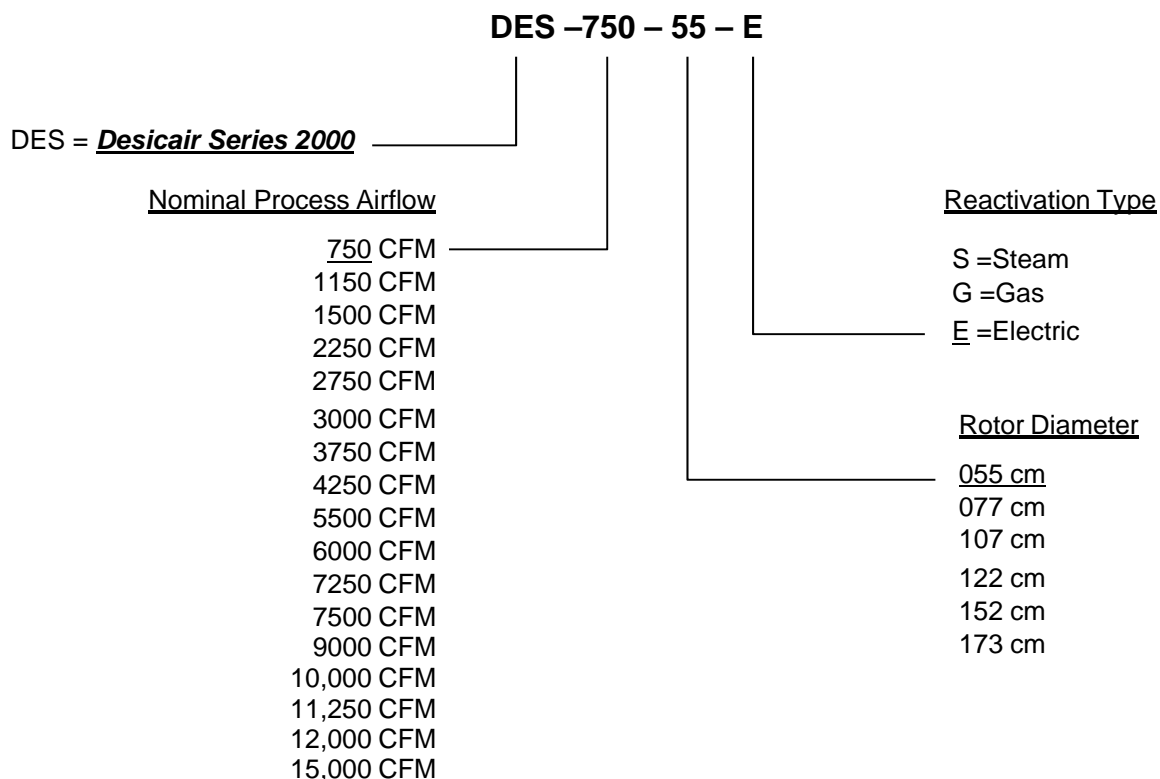 DES –750 – 55 – E
DES = Desicair Series 2000
Nominal Process Airflow
750 CFM
1150 CFM
1500 CFM
2250 CFM
2750 CFM
3000 CFM
3750 CFM
4250 CFM
5500 CFM
6000 CFM
7250 CFM
7500 CFM
9000 CFM
10,000 CFM
11,250 CFM
12,000 CFM
15,000 CFM
Reactivation Type
S =Steam
G =Gas
E =Electric
Rotor Diameter
055 cm
077 cm
107 cm
122 cm
152 cm
173 cm